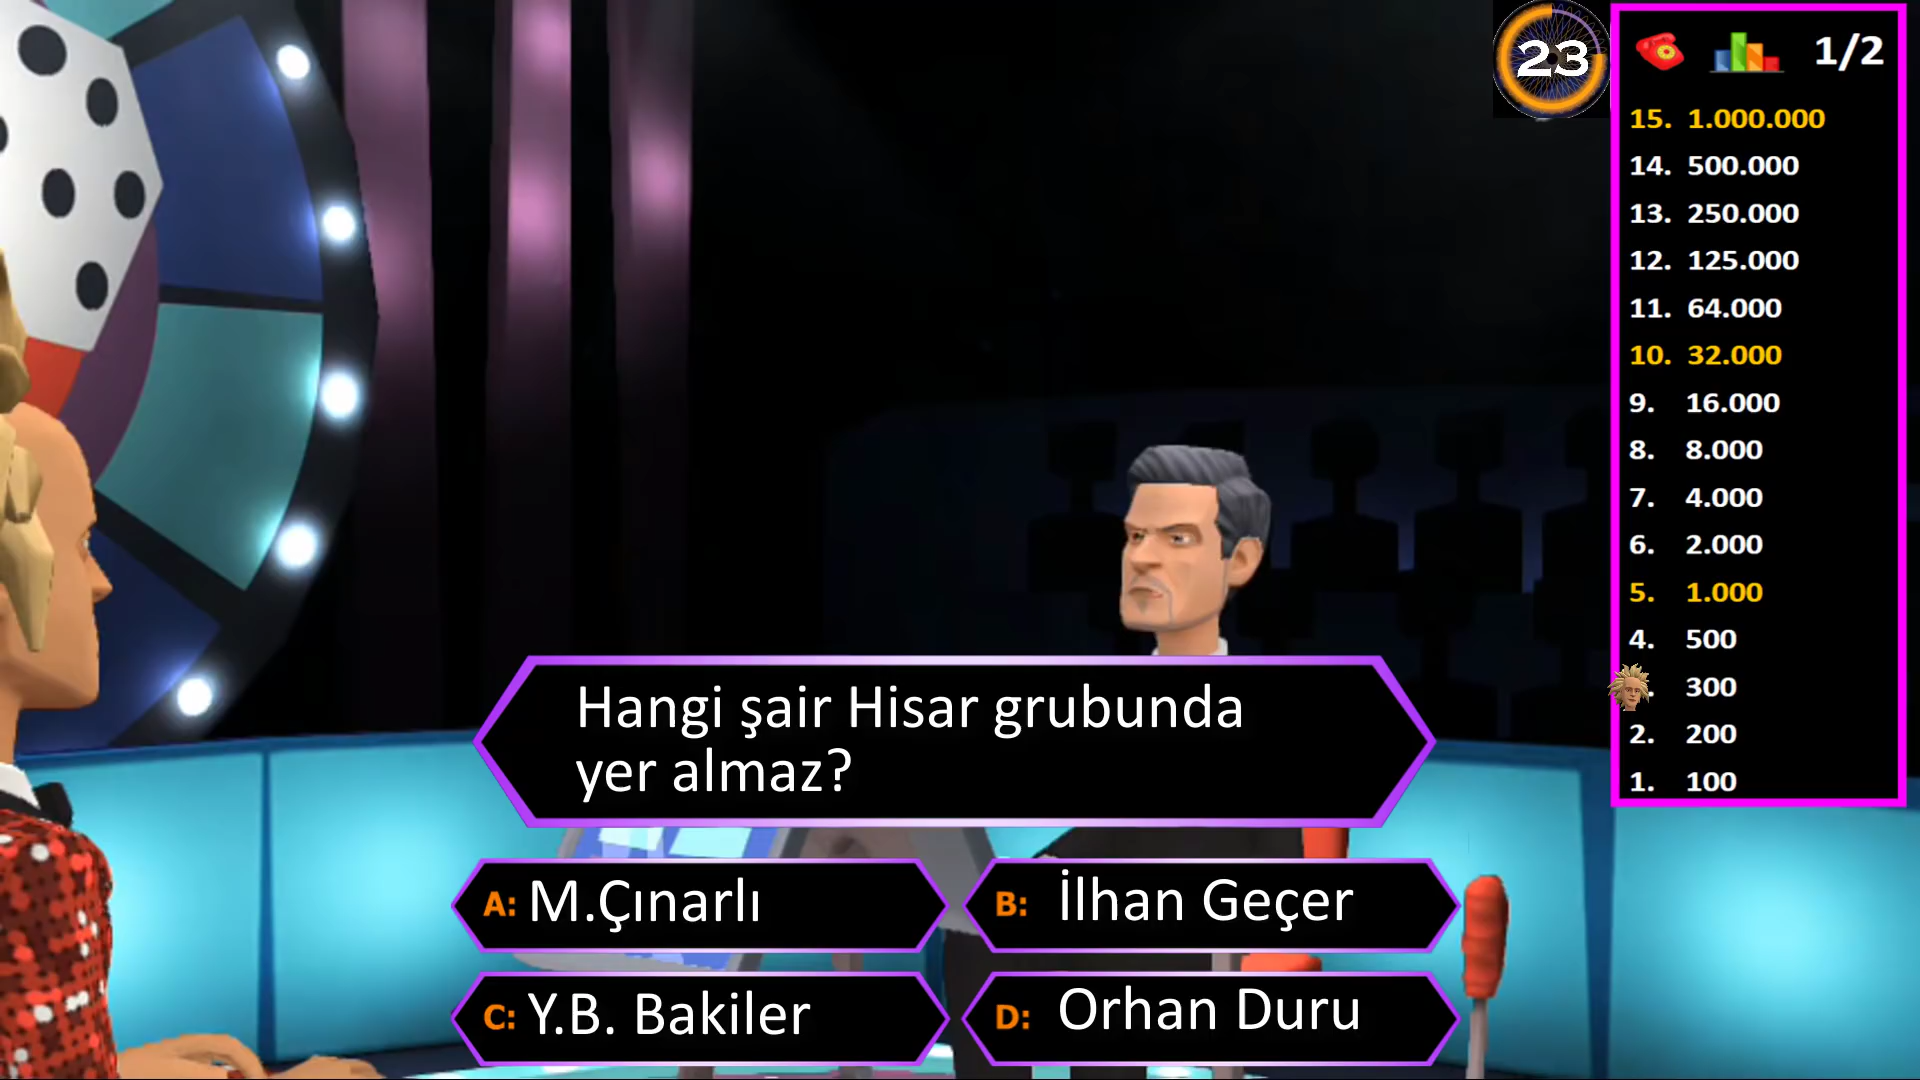 23
1/2
15. 1.000.000
14. 500.000
13. 250.000
12. 125.000
11. 64.000
10. 32.000
9. 16.000
8. 8.000
7. 4.000
6. 2.000
5. 1.000
4. 500
300
2. 200
1. 100
Hangi şair Hisar grubunda
yer almaz?
A: M.Çınarlı
B: İlhan Geçer
C: Y.B. Bakiler
D: Orhan Duru